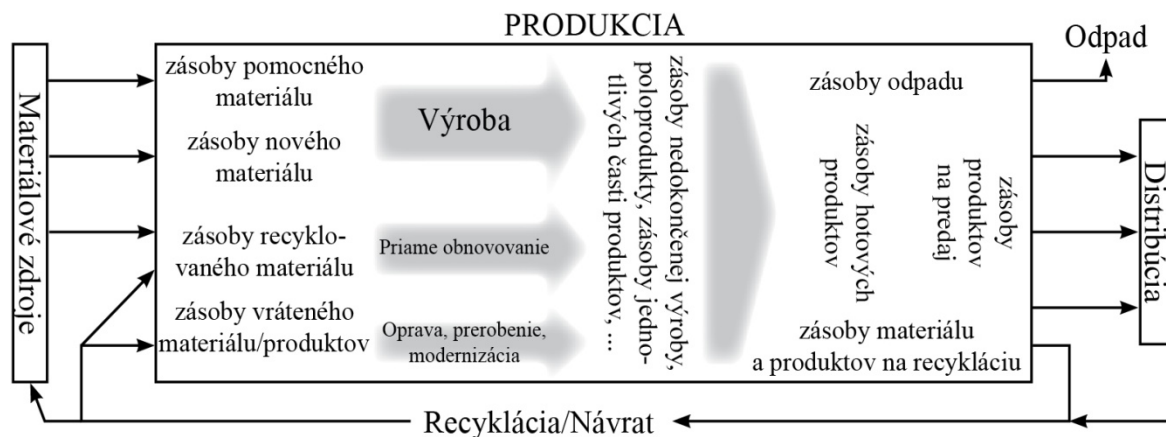 PRODUKCIA
Odpad
Materiálové zdroje
zásoby pomocného
materiálu
zásoby nového
materiálu
zásoby recyklo-
vaného materiálu
zásoby vráteného
materiálu/produktov
Výroba
Priame obnovovanie
Oprava, prerobenie,
modernizácia
zásoby nedokončenej výroby,
poloprodukty, zásoby jedno-
tlivých časti produktov, ...
zásoby odpadu
zásoby hotových
produktov
zásoby
produktov
na predaj
zásoby materiálu
a produktov na recykláciu
Distribúcia
Recyklácia/Návrat